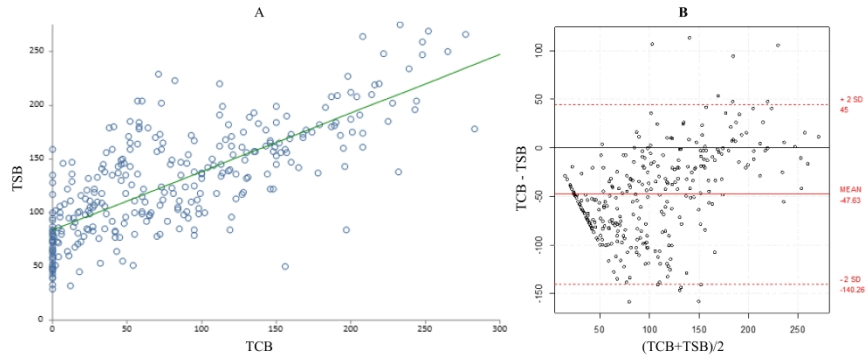 A
TSB
250
200
150
100
50
0
0 50 100 150 200 250 300
TCB
B
TCB - TSB
100
50
0
-50
-100
-150
+ 2 SD
45
MEAN
-47.63
-2 SD
-140.26
50 100 150 200 250
(TCB+TSB)/2